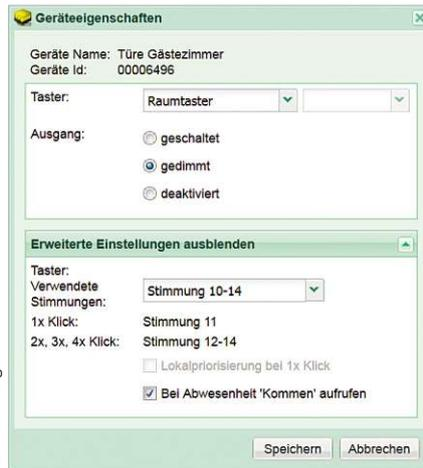 Geräteeigenschaften
Geräte Name: Türe Gästezimmer
Geräte Id: 00006496
Taster: Raumtaster
Ausgang: geschaltet
gedimmt
deaktiviert
Erweiterte Einstellungen ausblenden
Taster:
Verwendete
Stimmungen: Stimmung 10-14
1x Klick: Stimmung 11
2x, 3x, 4x Klick: Stimmung 12-14
Lokalpriorisierung bei 1x Klick
Bei Abwesenheit 'Kommen' aufrufen
Speichern Abbrechen